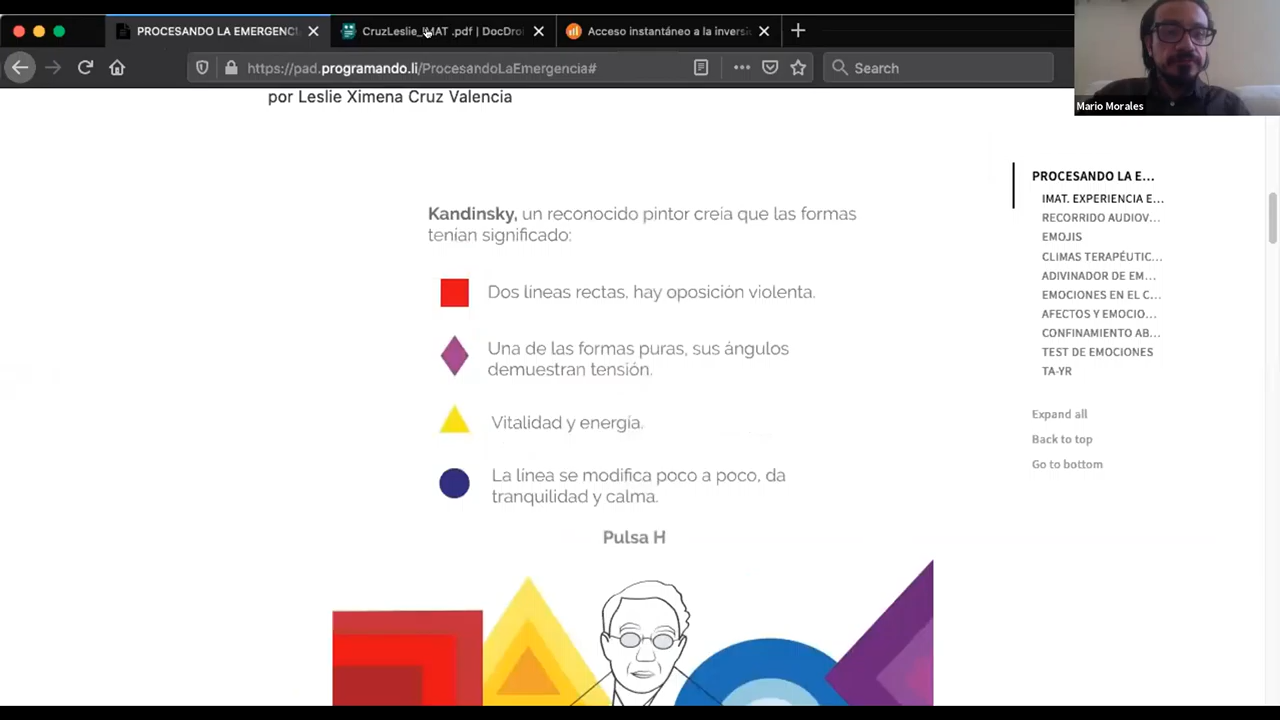 PROCESANDO LA EMERGENCI
CruzLeslie_IMAT .pdf | DocDroi
Acceso instantáneo a la inversi
https://pad.programando.li/ProcesandoLaEmergencia#
Search
Mario Morales
por Leslie Ximena Cruz Valencia
Kandinsky, un reconocido pintor creía que las formas
tenían significado:
Dos líneas rectas, hay oposición violenta.
Una de las formas puras, sus ángulos
demuestran tensión.
Vitalidad y energía.
La línea se modifica poco a poco, da
tranquilidad y calma.
Pulsa H
PROCESANDO LA E...
IMAT. EXPERIENCIA E...
RECORRIDO AUDIOV...
EMOJIS
CLIMAS TERAPÉUTIC...
ADIVINADOR DE EM...
EMOCIONES EN EL C...
AFECTOS Y EMOCIO...
CONFINAMIENTO AB...
TEST DE EMOCIONES
TA-YR
Expand all
Back to top
Go to bottom